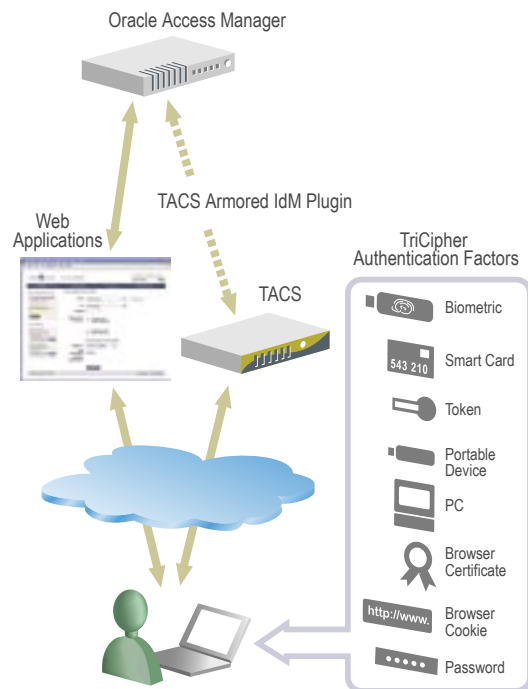 Oracle Access Manager
TACS Armored IdM Plugin
Web
Applications
TACS
TriCipher
Authentication Factors
Biometric
543 210
Smart Card
Token
Portable
Device
PC
Browser
Certificate
http://www.
Browser
Cookie
Password